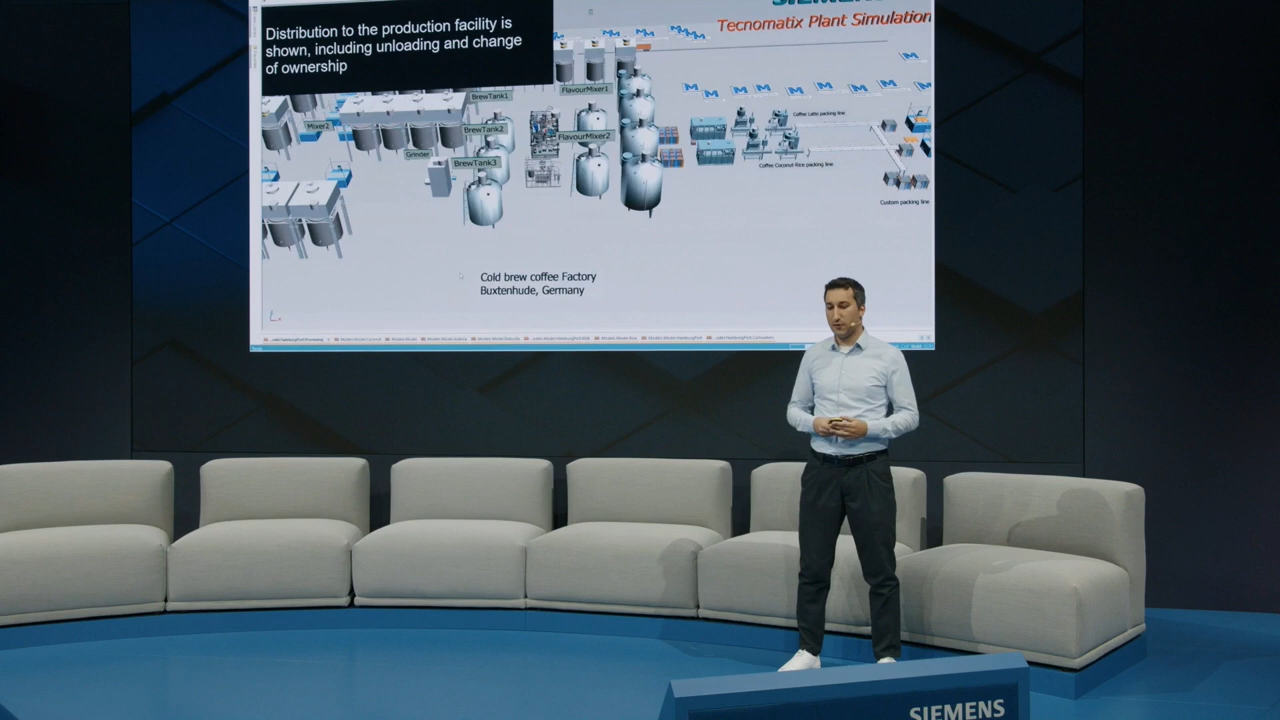 SIEMENS
Distribution to the production facility is
shown, including unloading and change
of ownership
Tecnomatix Plant Simulation
FlavourMixer1
BrewTank1
Mixer2
BrewTank2
FlavourMixer2
Grinder
BrewTank3
Coffee Latte packing line
Coffee Coconut Rice packing line
Custom packing line
Cold brew coffee Factory
Buxtenhude, Germany
SIEMENS